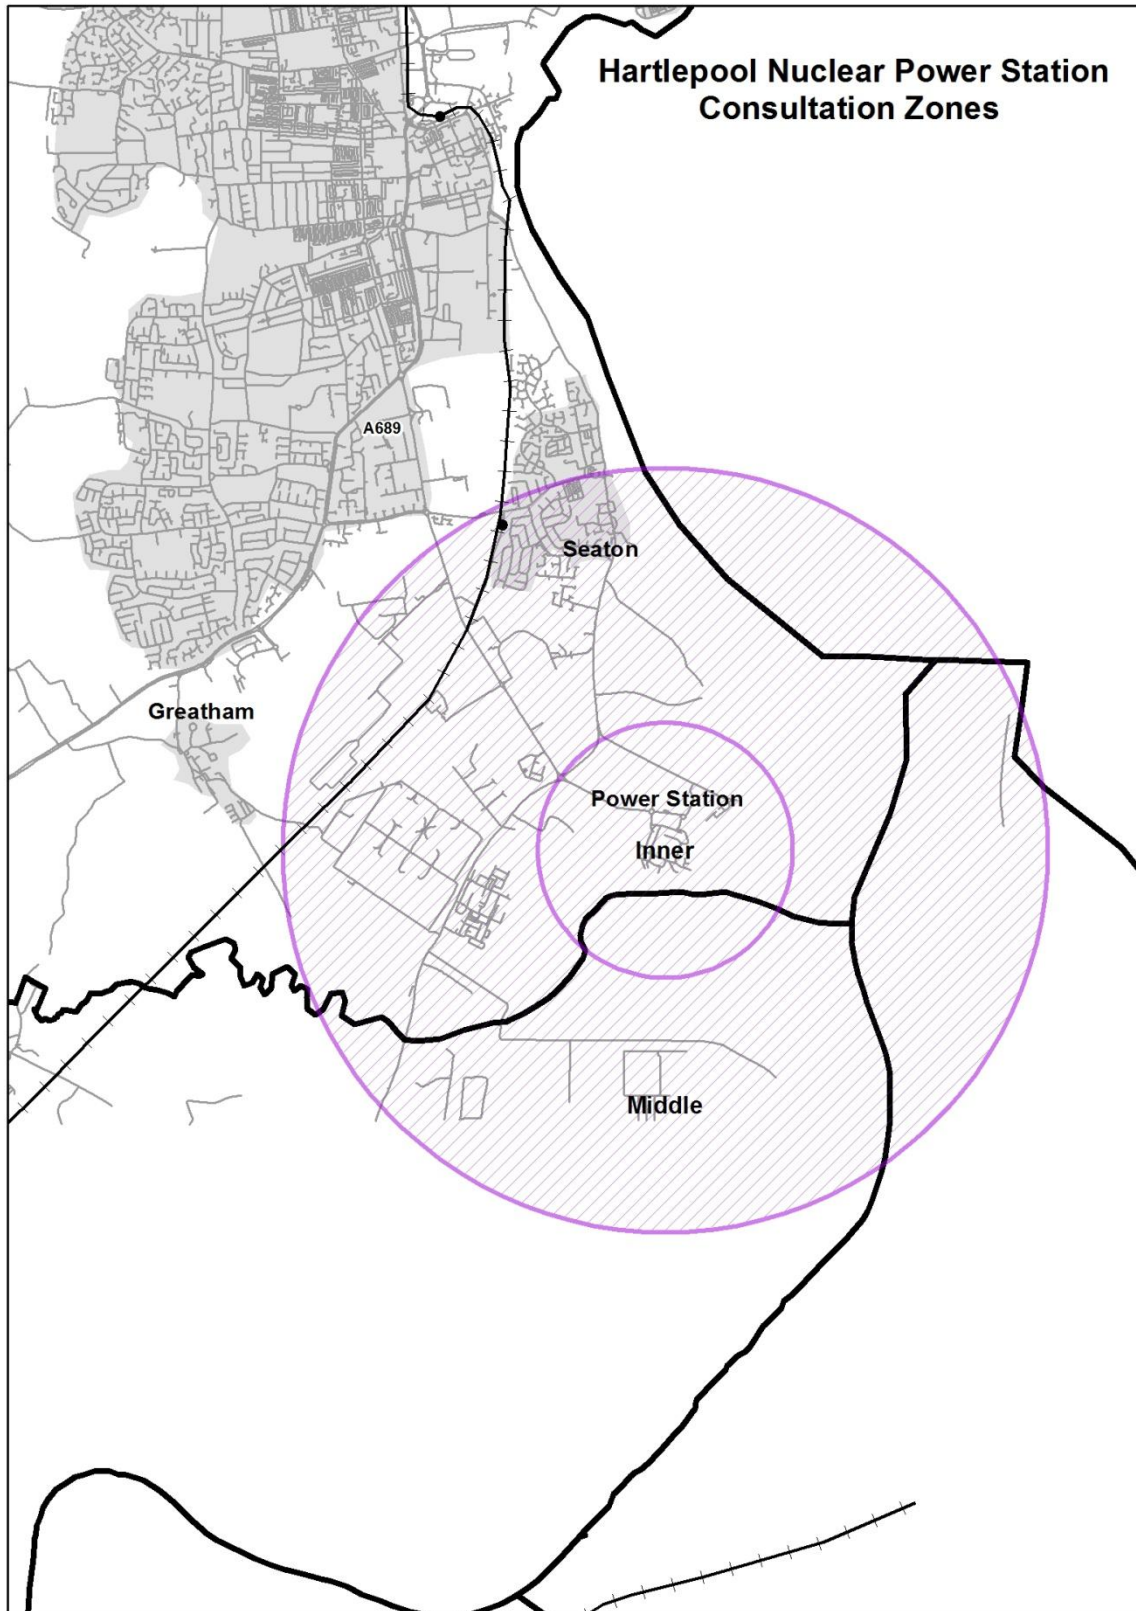 Hartlepool Nuclear Power Station
Consultation Zones
A689
Seaton
Greatham
Power Station
Inner
Middle